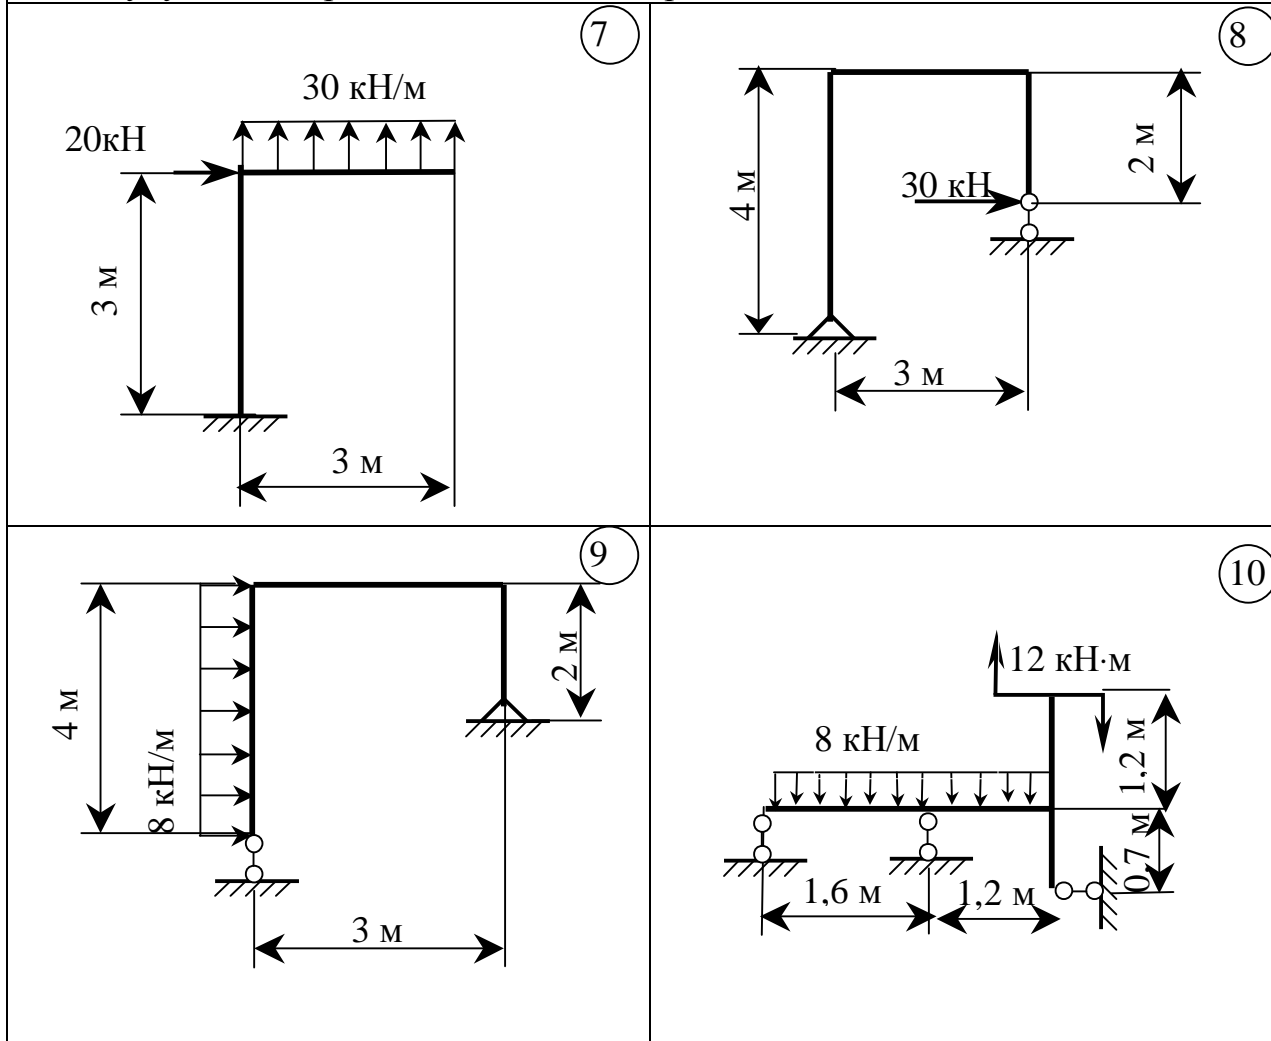 7
30 кН/м
20кН
3 м
3 м
8
4 м
30 кН
2 м
3 м
9
4 м
8 кН/м
2 м
3 м
10
12 кН·м
8 кН/м
1,2 м
0,7 м
1,6 м
1,2 м